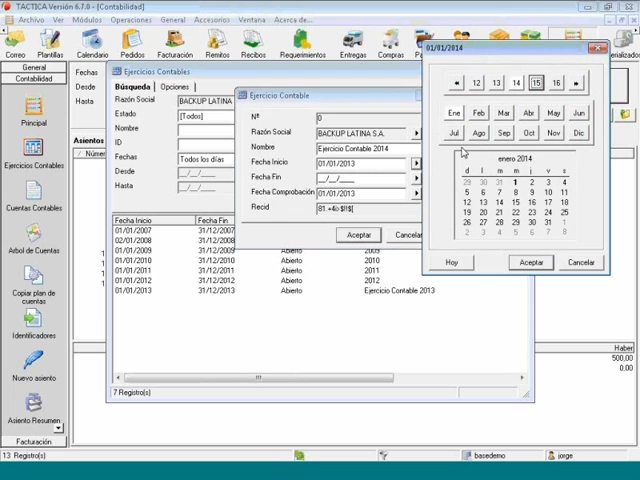 TACTICA Versión 6.7.0 - [Contabilidad]
Archivo Ver Módulos Operaciones General Accesorios Ventana Acerca de...
Correo Plantillas Calendario Pedidos Facturación Remitos Recibos Requerimientos Entregas Compras
General
Contabilidad
Principal
Ejercicios Contables
Cuentas Contables
Arbol de Cuentas
Copiar plan de cuentas
Identificadores
Nuevo asiento
Asiento Resumen
Facturación
Fechas
Desde
Hasta
Asientos
Número
Haber
500,00
0.00
Ejercicios Contables
Búsqueda Opciones
Razón Social BACKUP LATINA
Estado [Todos]
Nombre
ID
Fechas Todos los días
Desde __/__/__
Hasta __/__/__
Fecha Inicio Fecha Fin
01/01/2007 31/12/2007
02/01/2008 31/12/2008
01/01/2009 31/12/2009 Abierto 2009
01/01/2010 31/12/2010 Abierto 2010
01/01/2011 31/12/2011 Abierto 2011
01/01/2012 31/12/2012 Abierto 2012
01/01/2013 31/12/2013 Abierto Ejercicio Contable 2013
7 Registro(s)
Ejercicio Contable
Nº 0
Razón Social BACKUP LATINA S.A.
Nombre Ejercicio Contable 2014
Fecha Inicio 01/01/2013
Fecha Fin __/__/__
Fecha Comprobación 01/01/2013
Recid
Aceptar Cancelar
01/01/2014
12 13 14 15 16
Ene Feb Mar Abr May Jun
Jul Ago Sep Oct Nov Dic
enero 2014
d l m m j v s
29 30 31 1 2 3 4
5 6 7 8 9 10 11
12 13 14 15 16 17 18
19 20 21 22 23 24 25
26 27 28 29 30 31 1
2 3 4 5 6 7 8
Hoy Aceptar Cancelar
13 Registro(s) basedemo jorge